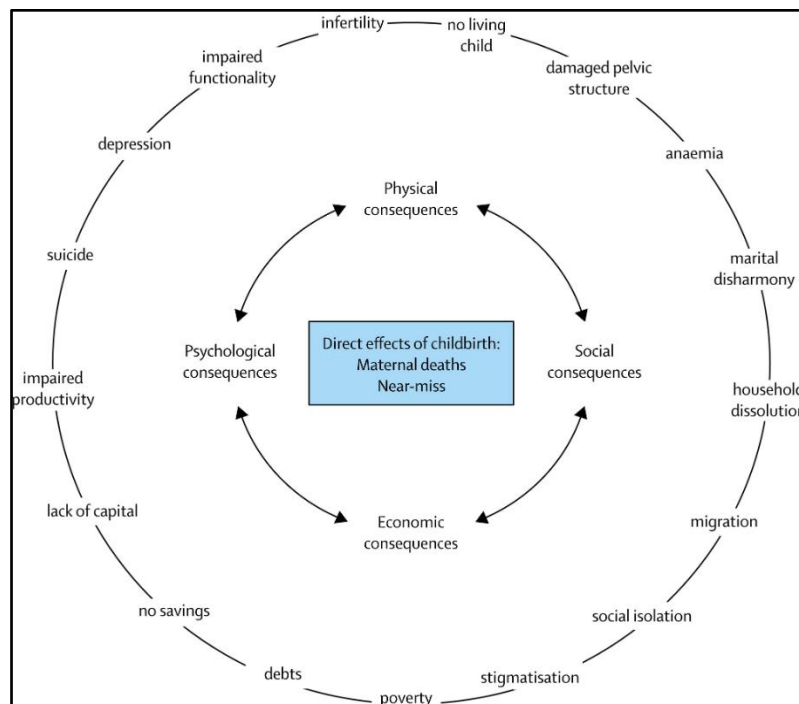 infertility
no living
child
impaired
functionality
damaged pelvic
structure
depression
anaemia
Physical
consequences
suicide
marital
disharmony
Psychological
consequences
Direct effects of childbirth:
Maternal deaths
Near-miss
Social
consequences
impaired
productivity
household
dissolution
lack of capital
Economic
consequences
migration
no savings
social isolation
debts
stigmatisation
poverty